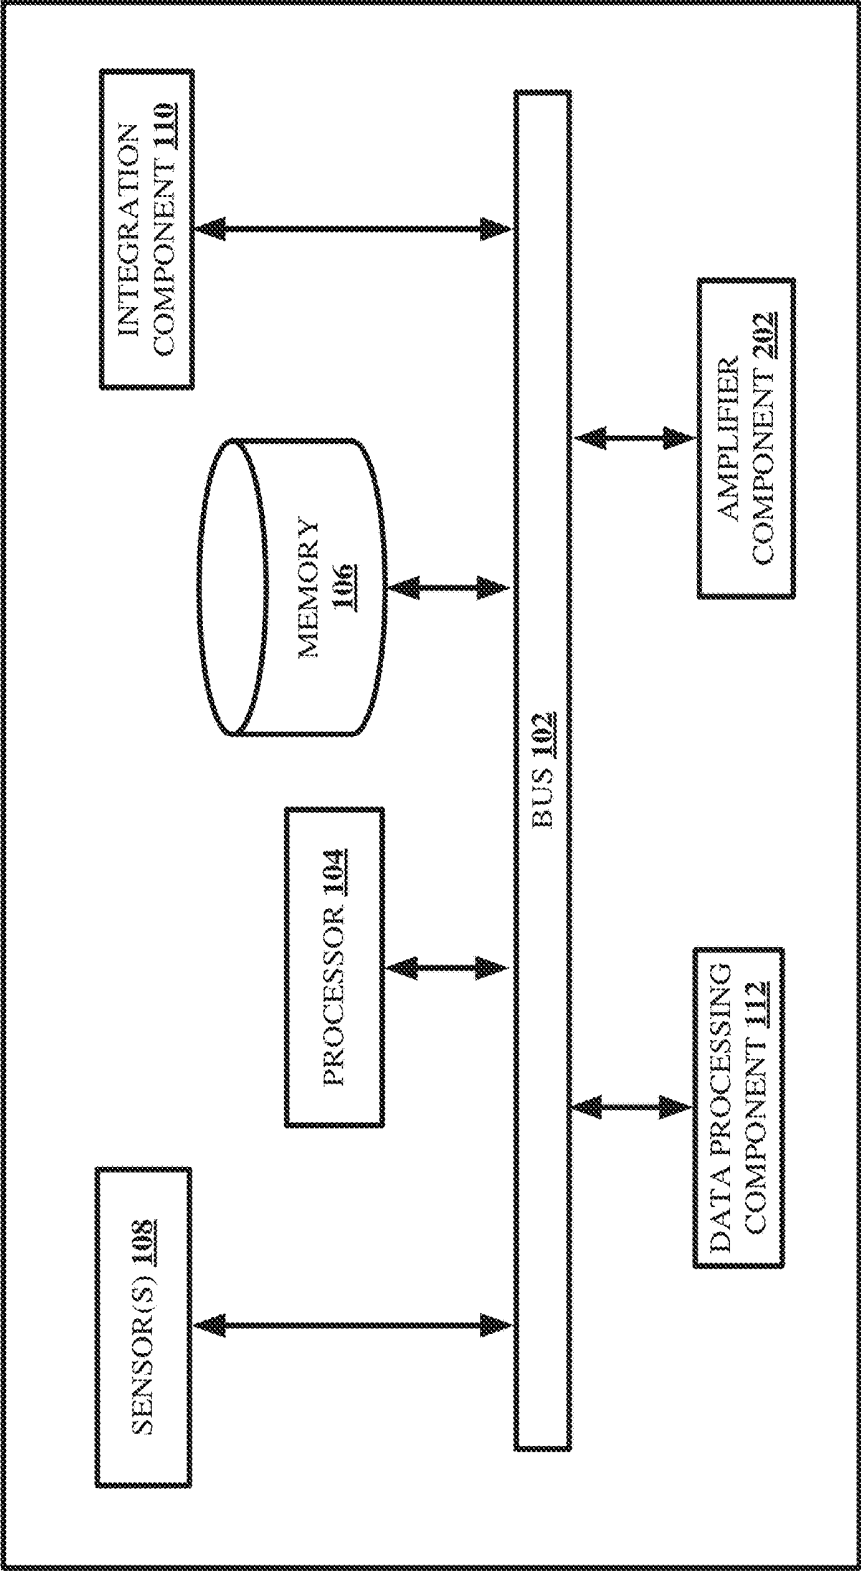 SENSOR(S) 108
PROCESSOR 104
MEMORY
106
INTEGRATION
COMPONENT 110
BUS 102
DATA PROCESSING
COMPONENT 112
AMPLIFIER
COMPONENT 202